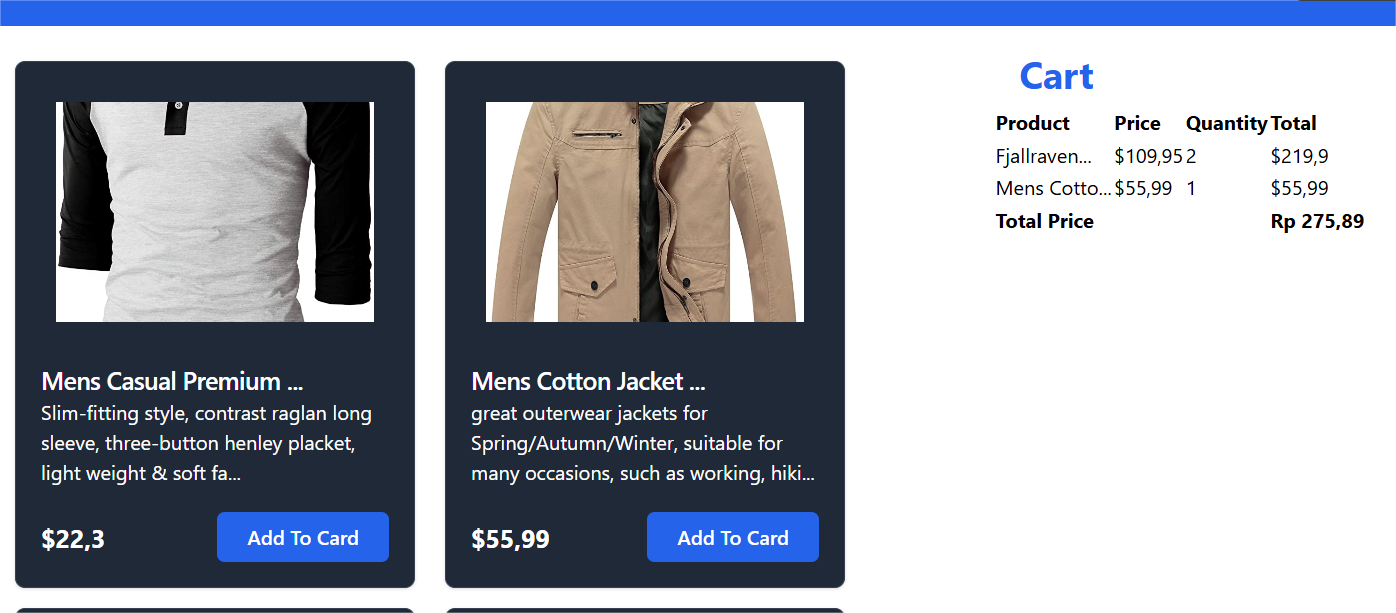 Mens Casual Premium ...
Slim-fitting style, contrast raglan long
sleeve, three-button henley placket,
light weight & soft fa...
$22,3
Add To Card
Mens Cotton Jacket ...
great outerwear jackets for
Spring/Autumn/Winter, suitable for
many occasions, such as working, hiki...
$55,99
Add To Card
Cart
Product Price Quantity Total
Fjallraven... $109,95 2 $219,9
Mens Cotto... $55,99 1 $55,99
Total Price Rp 275,89